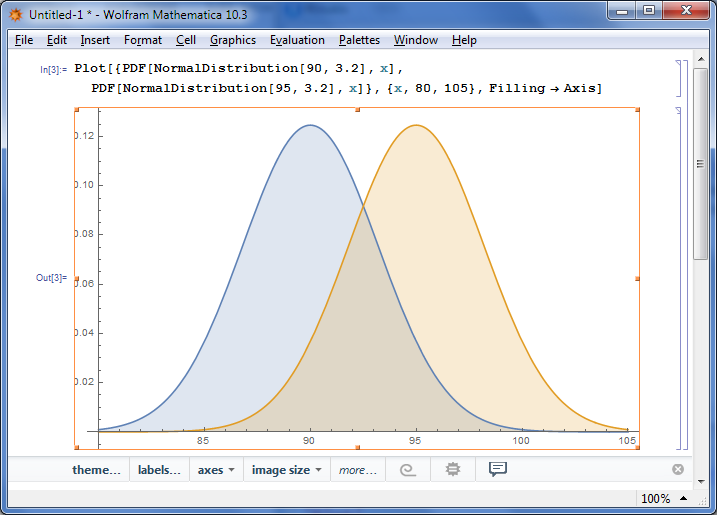 Untitled-1 * - Wolfram Mathematica 10.3
File Edit Insert Format Cell Graphics Evaluation Palettes Window Help
In[3]:= Plot[{PDF[NormalDistribution[90, 3.2], x],
PDF[NormalDistribution[95, 3.2], x]}, {x, 80, 105}, Filling → Axis]
0.12
0.10
0.08
Out[3]= 0.06
0.04
0.02
85 90 95 100 105
theme... labels... axes image size more...
100%